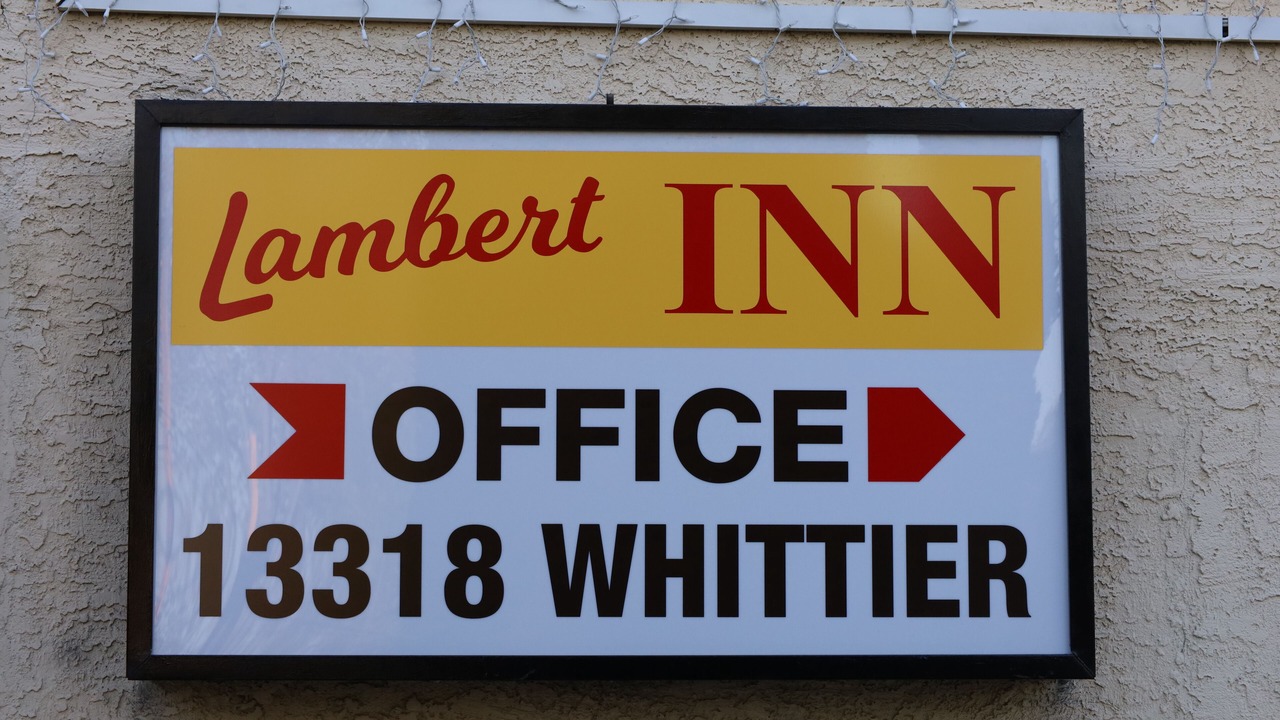 Lambert INN
OFFICE
13318 WHITTIER